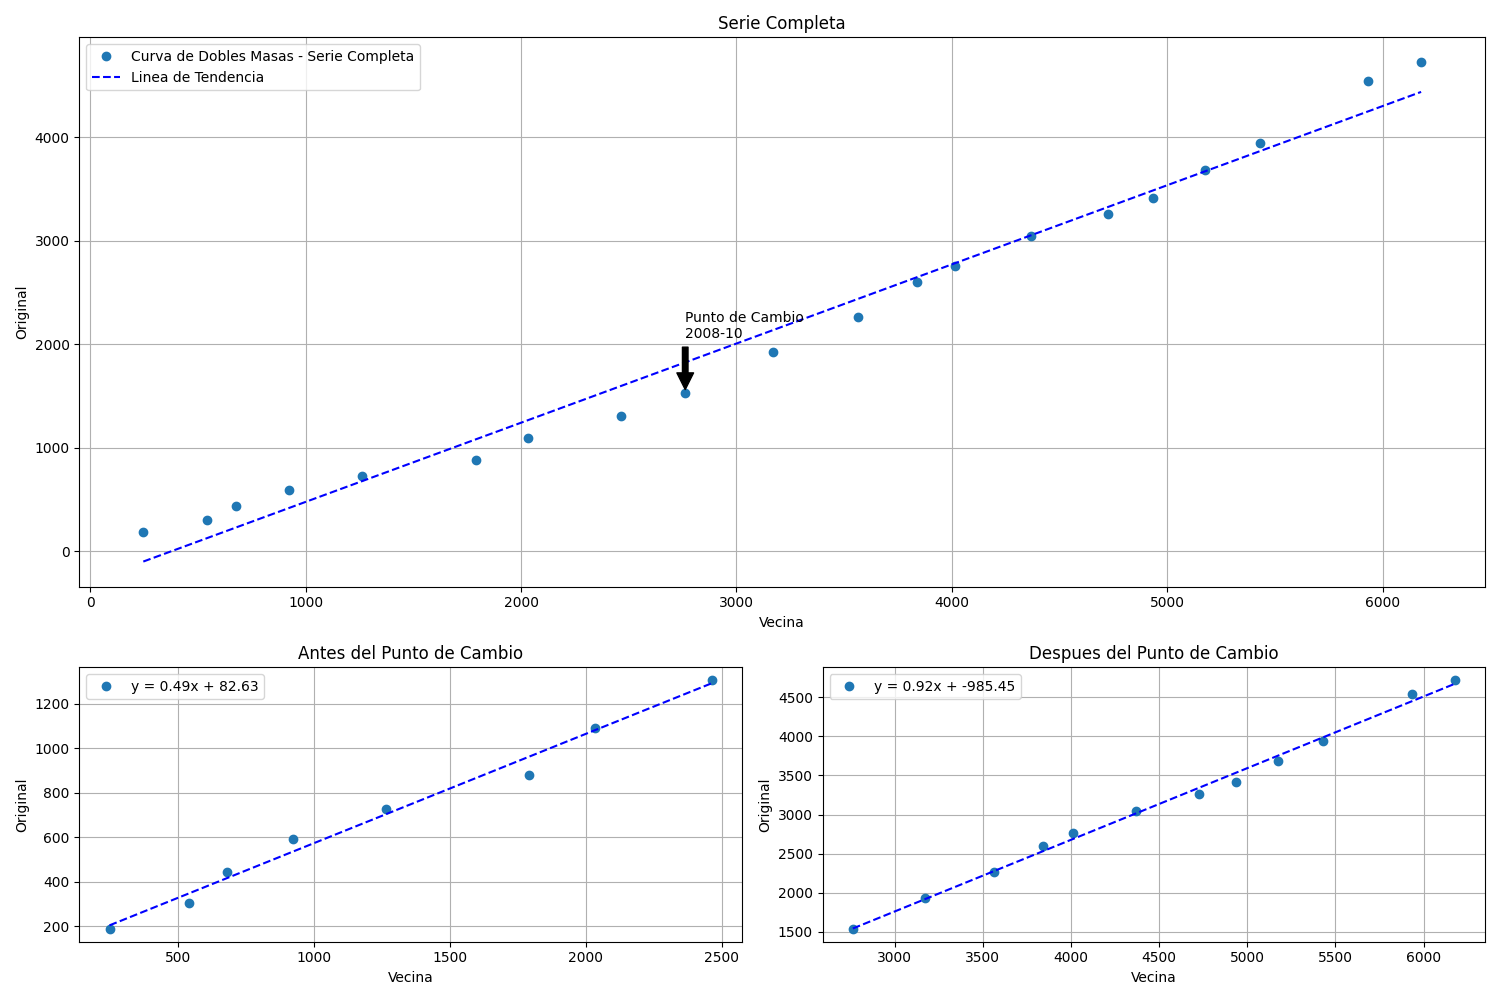 Serie Completa
Curva de Dobles Masas - Serie Completa
Linea de Tendencia
Original
4000
3000
2000
1000
0
Punto de Cambio
2008-10
0 1000 2000 3000 4000 5000 6000
Vecina
Antes del Punto de Cambio
y = 0.49x + 82.63
Original
1200
1000
800
600
400
200
500 1000 1500 2000 2500
Vecina
Despues del Punto de Cambio
y = 0.92x + -985.45
Original
4500
4000
3500
3000
2500
2000
1500
3000 3500 4000 4500 5000 5500 6000
Vecina